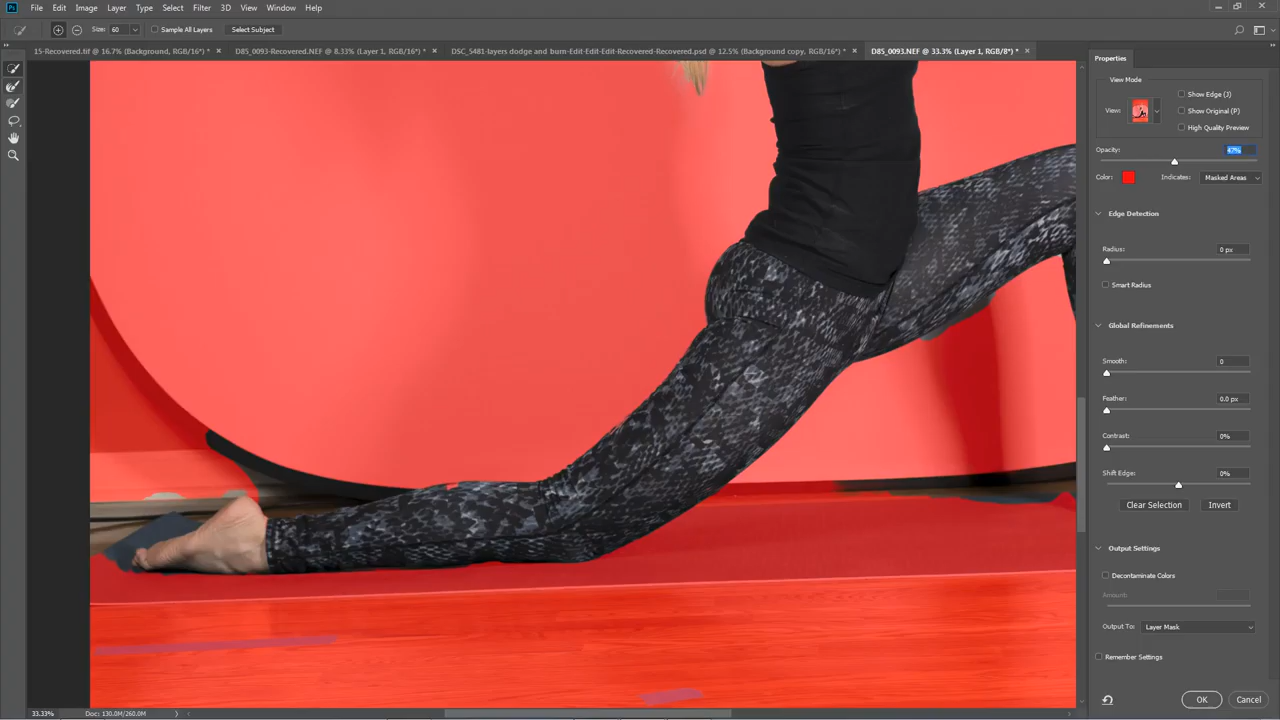 Ps File Edit Image Layer Type Select Filter 3D View Window Help
Size: 60 Sample All Layers Select Subject
15-Recovered.tif @ 16.7% (Background, RGB/16*) * × D85_0093-Recovered.NEF @ 8.33% (Layer 1, RGB/16*) * × DSC_5481-layers dodge and burn-Edit-Edit-Edit-Recovered-Recovered.psd @ 12.5% (Background copy, RGB/16*) * × D85_0093.NEF @ 33.3% (Layer 1, RGB/8*) * ×
Properties
View Mode
View:
Show Edge (J)
Show Original (P)
High Quality Preview
Opacity: 47%
Color: Indicates: Masked Areas
Edge Detection
Radius: 0 px
Smart Radius
Global Refinements
Smooth: 0
Feather: 0.0 px
Contrast: 0%
Shift Edge: 0%
Clear Selection Invert
Output Settings
Decontaminate Colors
Amount:
Output To: Layer Mask
Remember Settings
OK Cancel
33.33% Doc: 130.0M/260.0M